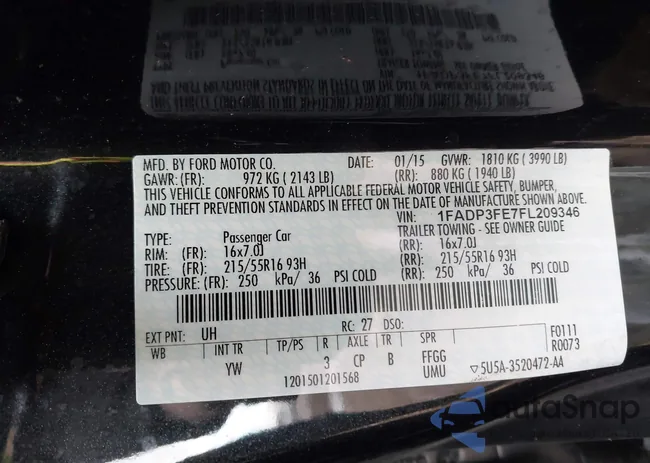 MFD. BY FORD MOTOR CO. DATE: 01/15 GVWR: 1810 KG ( 3990 LB)
GAWR: (FR): 972 KG ( 2143 LB) (RR): 880 KG ( 1940 LB)
THIS VEHICLE CONFORMS TO ALL APPLICABLE FEDERAL MOTOR VEHICLE SAFETY, BUMPER,
AND THEFT PREVENTION STANDARDS IN EFFECT ON THE DATE OF MANUFACTURE SHOWN ABOVE.
VIN: 1FADP3FE7FL209346
TYPE: Passenger Car TRAILER TOWING - SEE OWNER GUIDE
RIM: (FR): 16x7.0J (RR): 16x7.0J
TIRE: (FR): 215/55R16 93H (RR): 215/55R16 93H
PRESSURE: (FR): 250 kPa/ 36 PSI COLD (RR): 250 kPa/ 36 PSI COLD
EXT PNT: UH RC: 27 DSO: F0111
WB INT TR TP/PS R AXLE TR SPR R0073
YW 3 CP B FFGG
1201501201568 UMU ▽5U5A-3520472-AA
AutoSnap